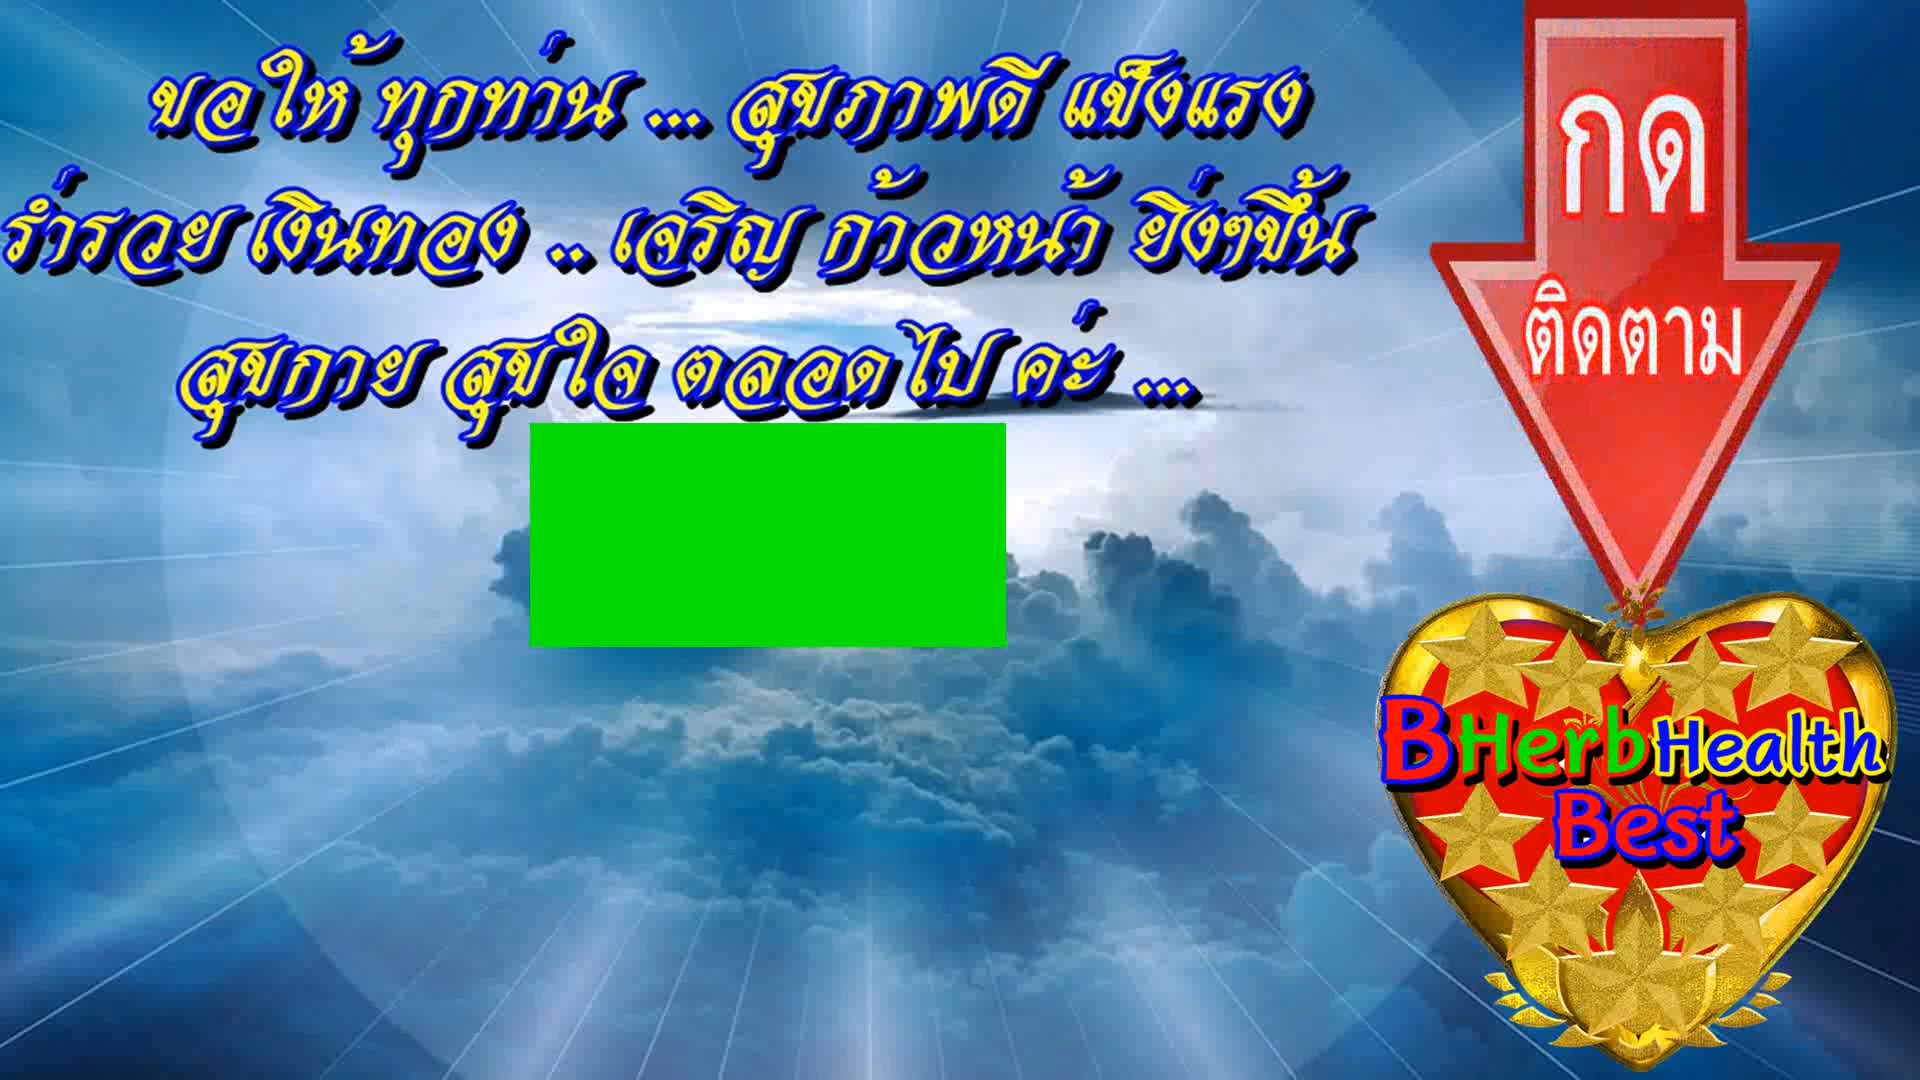 ขอให้ ทุกท่าน ... สุขภาพดี แข็งแรง
ร่ำรวย เงินทอง .. เจริญ ก้าวหน้า ยิ่งๆขึ้น
สุขกาย สุขใจ ตลอดไป ค่ะ ...
กด
ติดตาม
BHerbHealth
Best